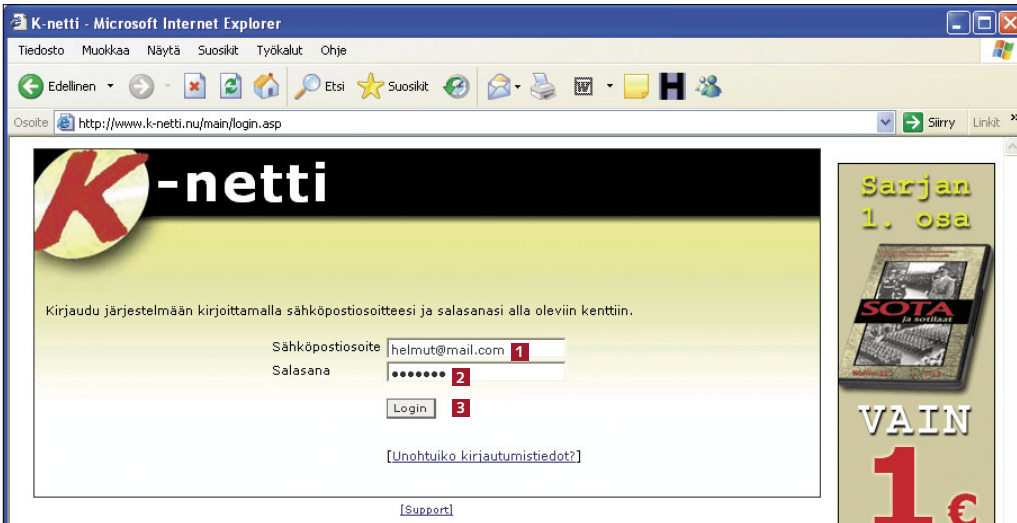 K-netti - Microsoft Internet Explorer
Tiedosto Muokkaa Näytä Suosikit Työkalut Ohje
Edellinen Etsi Suosikit W H
Osoite http://www.k-netti.nu/main/login.asp Siirry Linkit »
K-netti
Kirjaudu järjestelmään kirjoittamalla sähköpostiosoitteesi ja salasanasi alla oleviin kenttiin.
Sähköpostiosoite helmut@mail.com 1
Salasana ••••••• 2
Login 3
[Unohtuiko kirjautumistiedot?]
[Support]
Sarjan
1. osa
SOTA
ja sotilaat
VAIN
1€